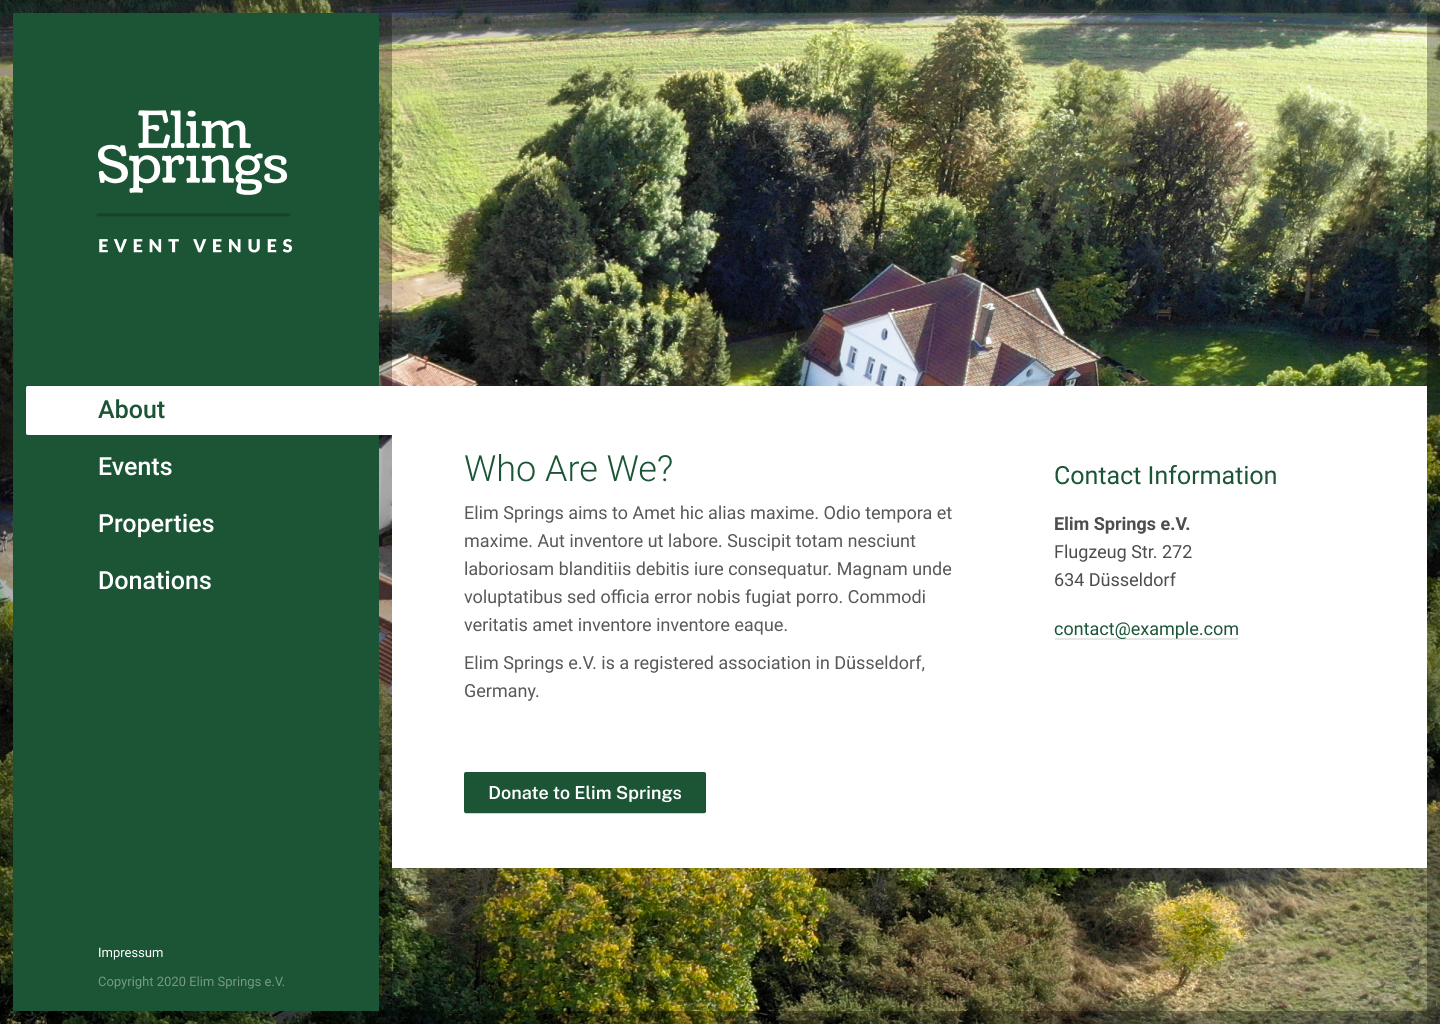 Elim
Springs
EVENT VENUES
About
Events
Properties
Donations
Impressum
Copyright 2020 Elim Springs e.V.
Who Are We?
Elim Springs aims to Amet hic alias maxime. Odio tempora et
maxime. Aut inventore ut labore. Suscipit totam nesciunt
laboriosam blanditiis debitis iure consequatur. Magnam unde
voluptatibus sed officia error nobis fugiat porro. Commodi
veritatis amet inventore inventore eaque.
Elim Springs e.V. is a registered association in Düsseldorf,
Germany.
Donate to Elim Springs
Contact Information
Elim Springs e.V.
Flugzeug Str. 272
634 Düsseldorf
contact@example.com